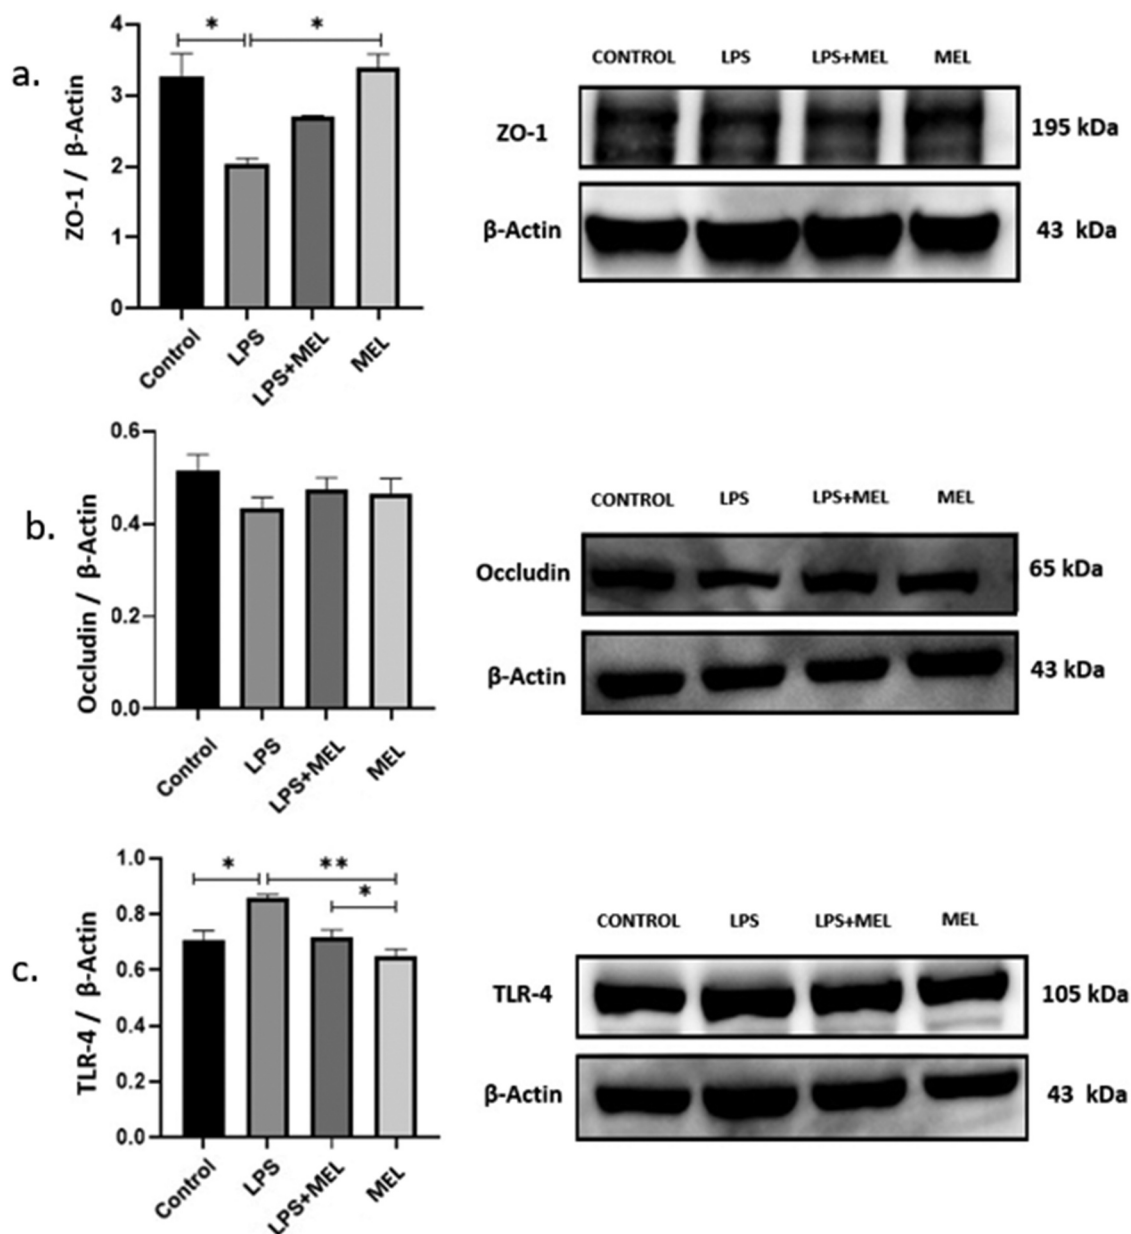 a.
ZO-1 / β-Actin
4
3
2
1
0
*
*
Control
LPS
LPS+MEL
MEL
CONTROL LPS LPS+MEL MEL
ZO-1
195 kDa
β-Actin
43 kDa
b.
Occludin / β-Actin
0.6
0.4
0.2
0.0
Control
LPS
LPS+MEL
MEL
CONTROL LPS LPS+MEL MEL
Occludin
65 kDa
β-Actin
43 kDa
c.
TLR-4 / β-Actin
1.0
0.8
0.6
0.4
0.2
0.0
*
**
*
Control
LPS
LPS+MEL
MEL
CONTROL LPS LPS+MEL MEL
TLR-4
105 kDa
β-Actin
43 kDa